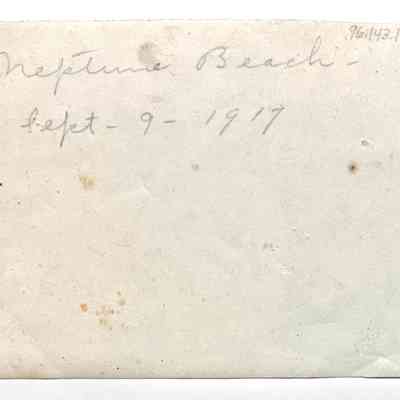 Neptune Beach -
Sept - 9 - 1917